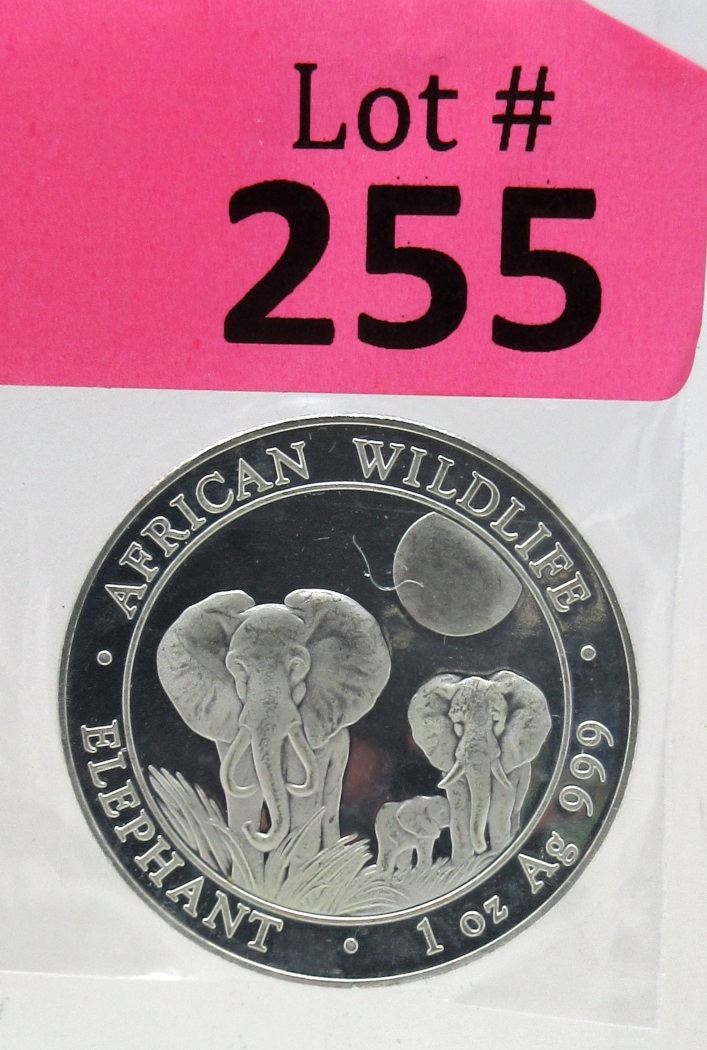 Lot #
255
AFRICAN WILDLIFE
ELEPHANT
1 oz Ag 999